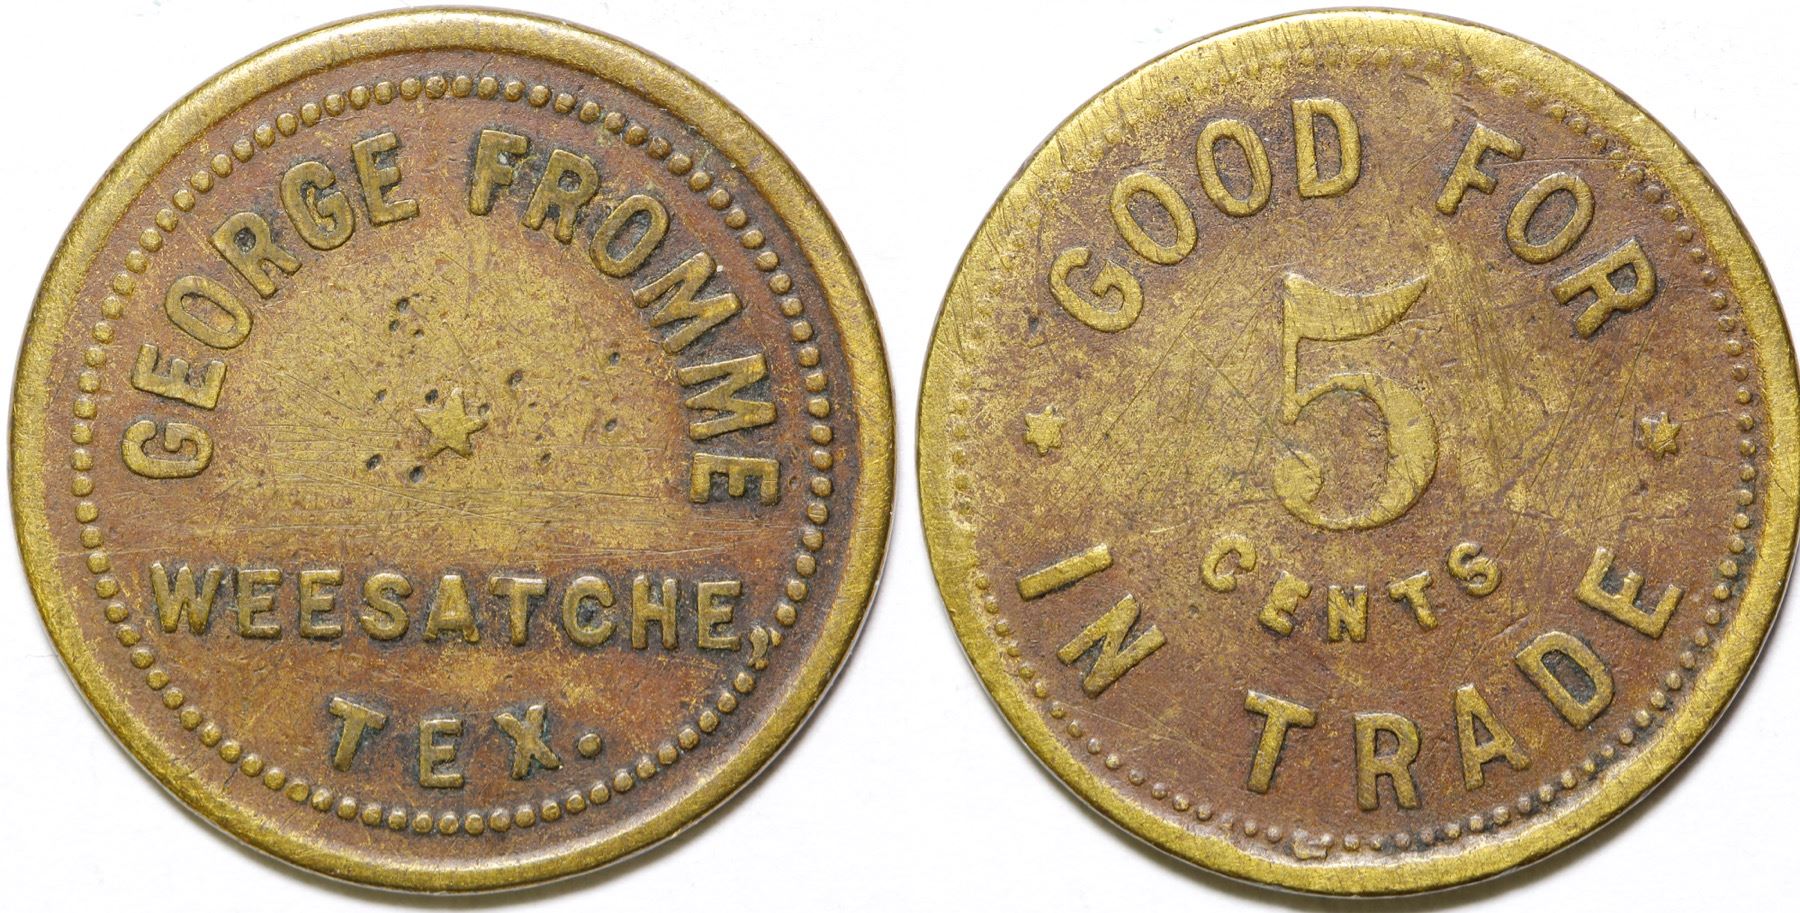 GEORGE FROMME
WEESATCHE,
TEX.
GOOD FOR
5
CENTS
IN TRADE